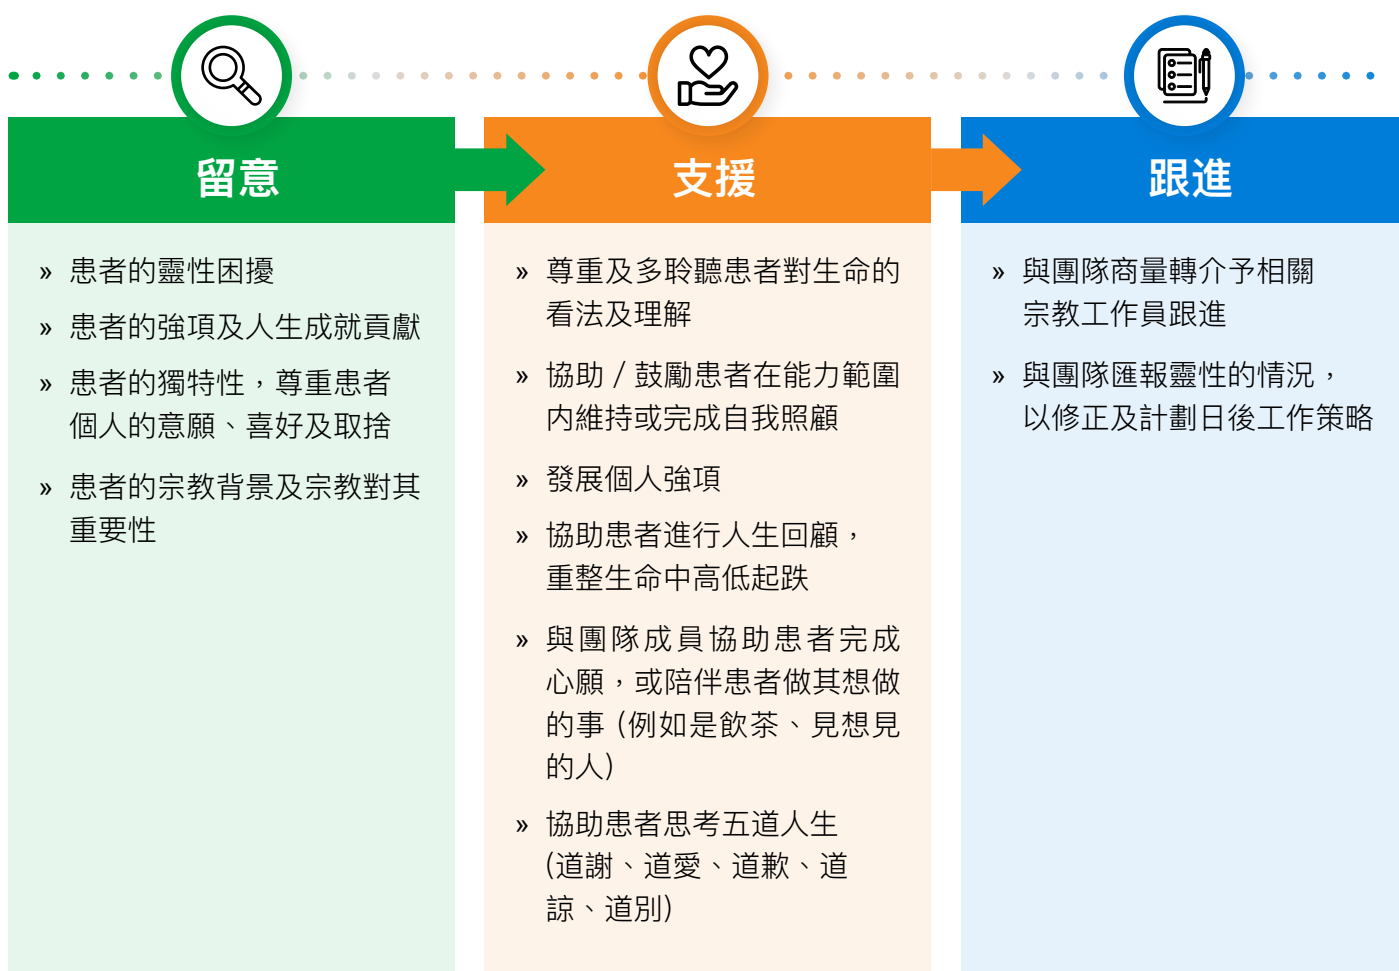 留意
» 患者的靈性困擾
» 患者的強項及人生成就貢獻
» 患者的獨特性，尊重患者
個人的意願、喜好及取捨
» 患者的宗教背景及宗教對其
重要性
支援
» 尊重及多聆聽患者對生命的
看法及理解
» 協助 / 鼓勵患者在能力範圍
內維持或完成自我照顧
» 發展個人強項
» 協助患者進行人生回顧，
重整生命中高低起跌
» 與團隊成員協助患者完成
心願，或陪伴患者做其想做
的事 (例如是飲茶、見想見
的人)
» 協助患者思考五道人生
(道謝、道愛、道歉、道
諒、道別)
跟進
» 與團隊商量轉介予相關
宗教工作員跟進
» 與團隊匯報靈性的情況，
以修正及計劃日後工作策略